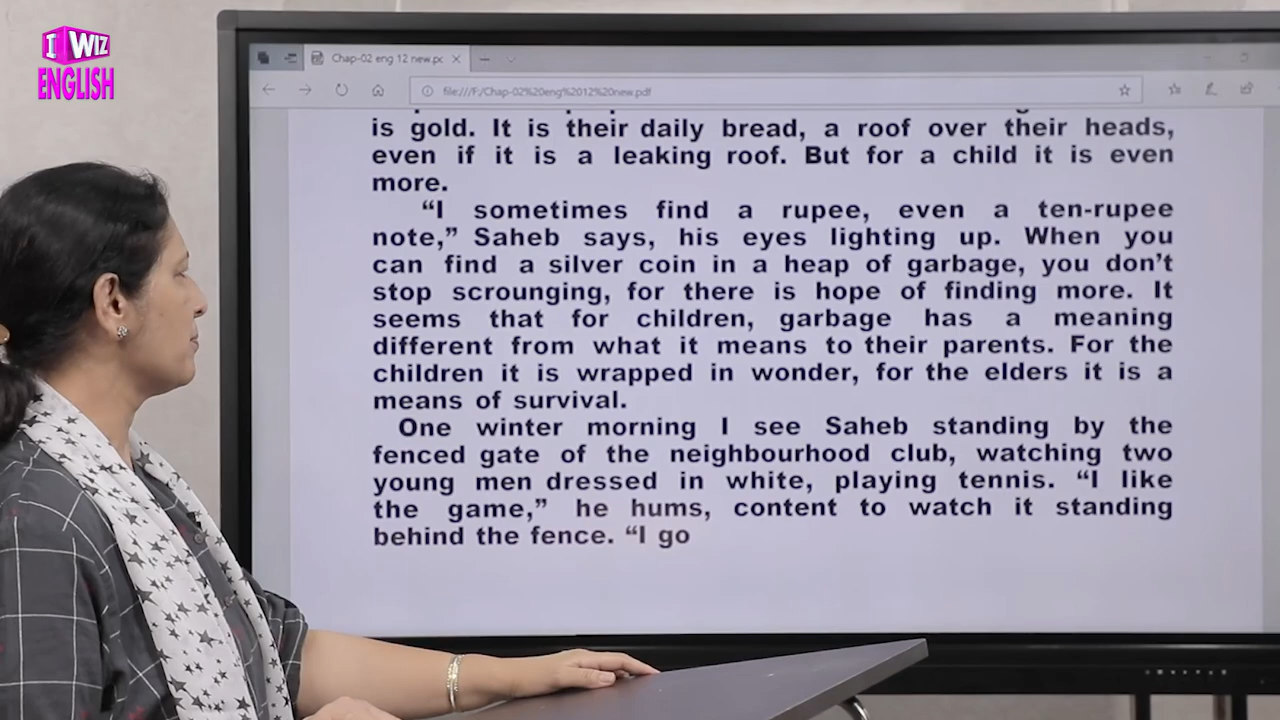 I WIZ
ENGLISH
Chap-02 eng 12 new.pc
file:///F:/Chap-02%20eng%2012%20new.pdf
is gold. It is their daily bread, a roof over their heads,
even if it is a leaking roof. But for a child it is even
more.
“I sometimes find a rupee, even a ten-rupee
note,” Saheb says, his eyes lighting up. When you
can find a silver coin in a heap of garbage, you don’t
stop scrounging, for there is hope of finding more. It
seems that for children, garbage has a meaning
different from what it means to their parents. For the
children it is wrapped in wonder, for the elders it is a
means of survival.
One winter morning I see Saheb standing by the
fenced gate of the neighbourhood club, watching two
young men dressed in white, playing tennis. “I like
the game,” he hums, content to watch it standing
behind the fence. “I go